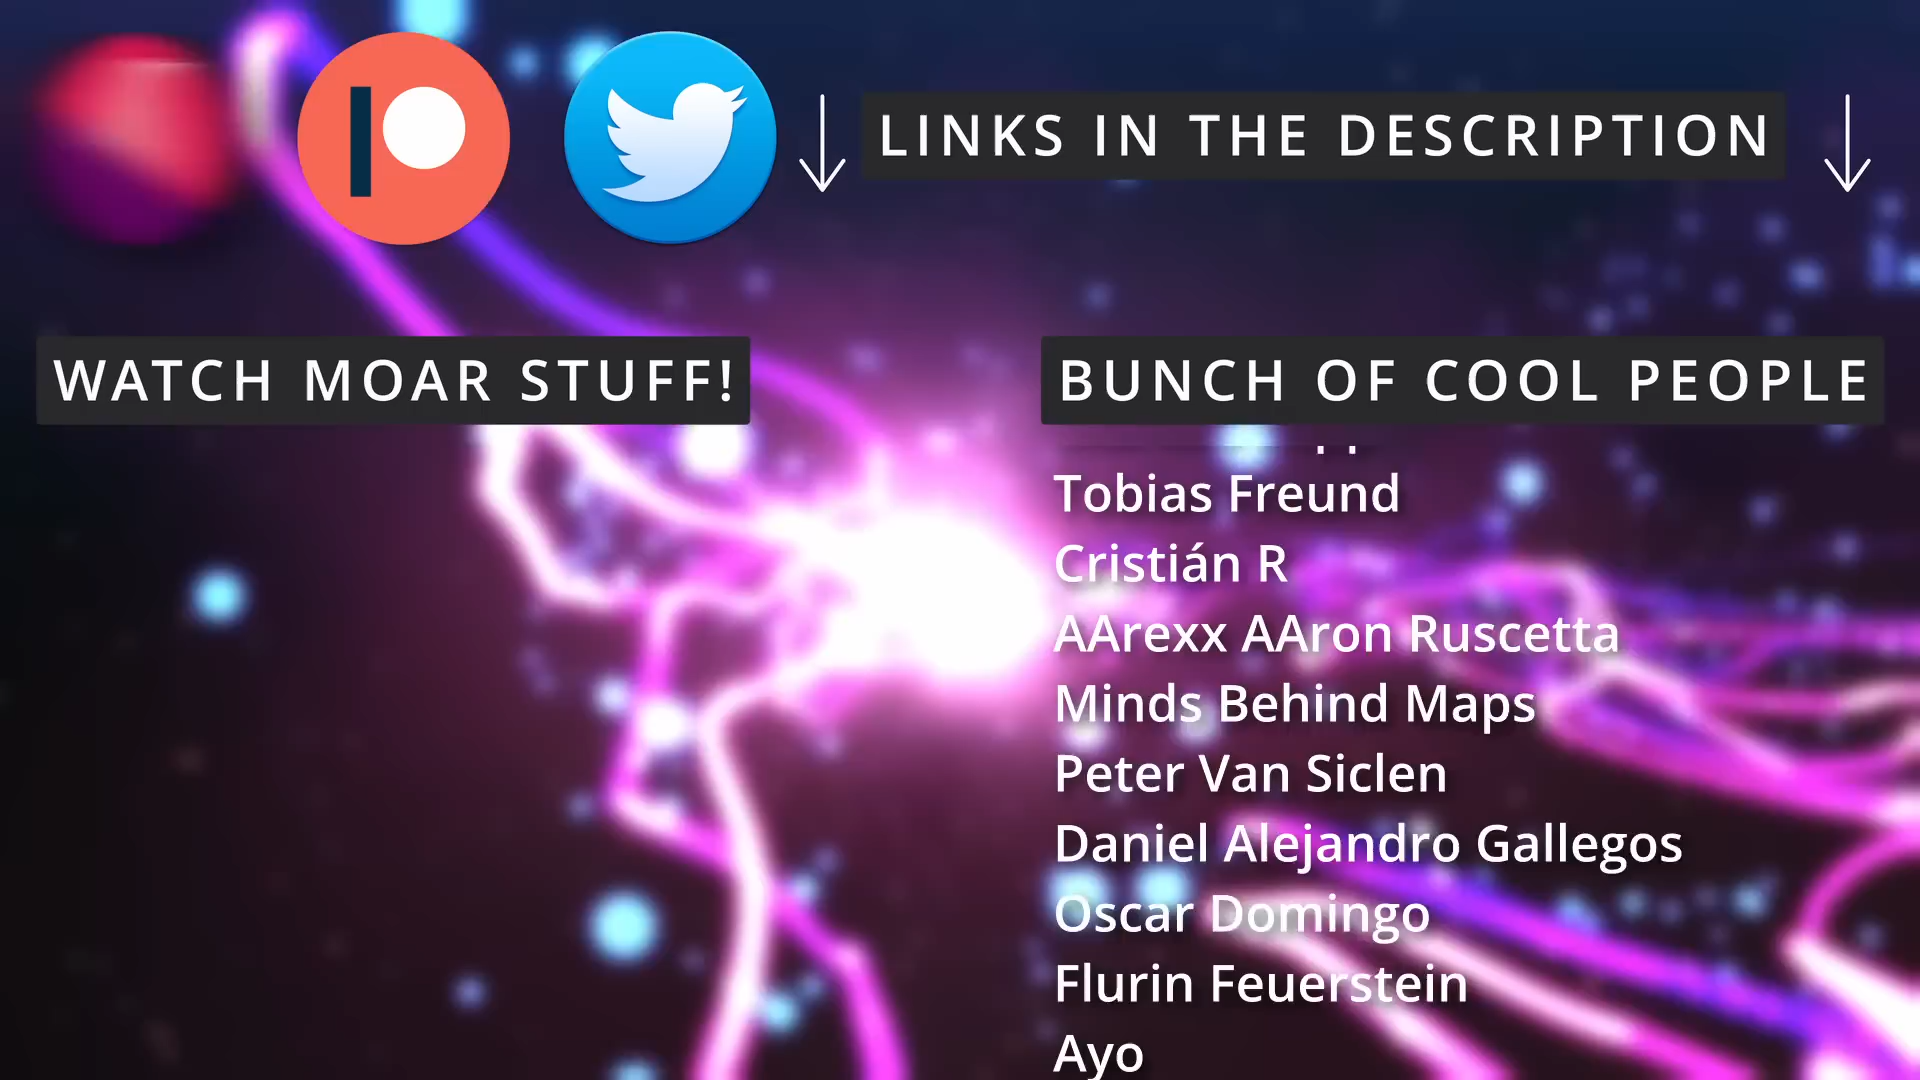 LINKS IN THE DESCRIPTION
WATCH MOAR STUFF!
BUNCH OF COOL PEOPLE
Tobias Freund
Cristián R
AArexx AAron Ruscetta
Minds Behind Maps
Peter Van Siclen
Daniel Alejandro Gallegos
Oscar Domingo
Flurin Feuerstein
Ayo